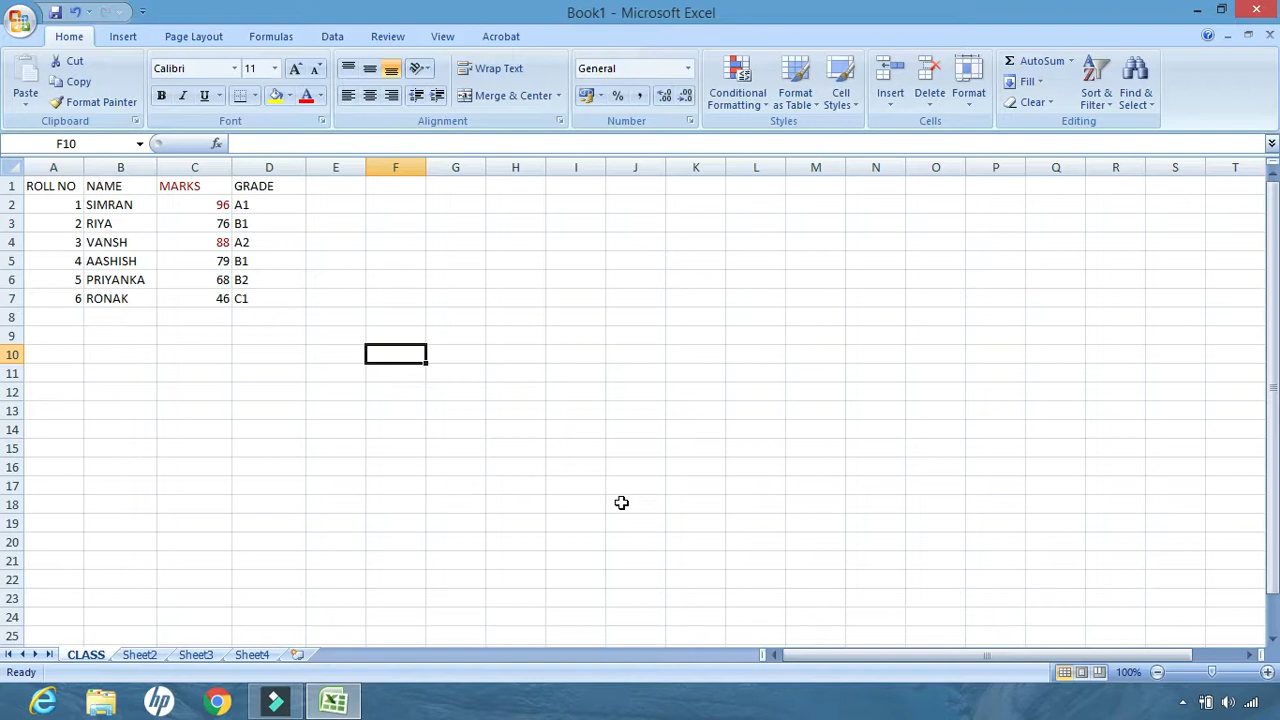 Book1 - Microsoft Excel
Home Insert Page Layout Formulas Data Review View Acrobat
Paste
Cut
Copy
Format Painter
Clipboard
Calibri 11
B I U
Font
Wrap Text
Merge & Center
Alignment
General
Number
Conditional Formatting
Format as Table
Cell Styles
Styles
Insert
Delete
Format
Cells
AutoSum
Fill
Clear
Sort & Filter
Find & Select
Editing
F10 fx
A B C D E F G H I J K L M N O P Q R S T
1 ROLL NO NAME MARKS GRADE
2 1 SIMRAN 96 A1
3 2 RIYA 76 B1
4 3 VANSH 88 A2
5 4 AASHISH 79 B1
6 5 PRIYANKA 68 B2
7 6 RONAK 46 C1
8
9
10
11
12
13
14
15
16
17
18
19
20
21
22
23
24
25
CLASS Sheet2 Sheet3 Sheet4
Ready 100%